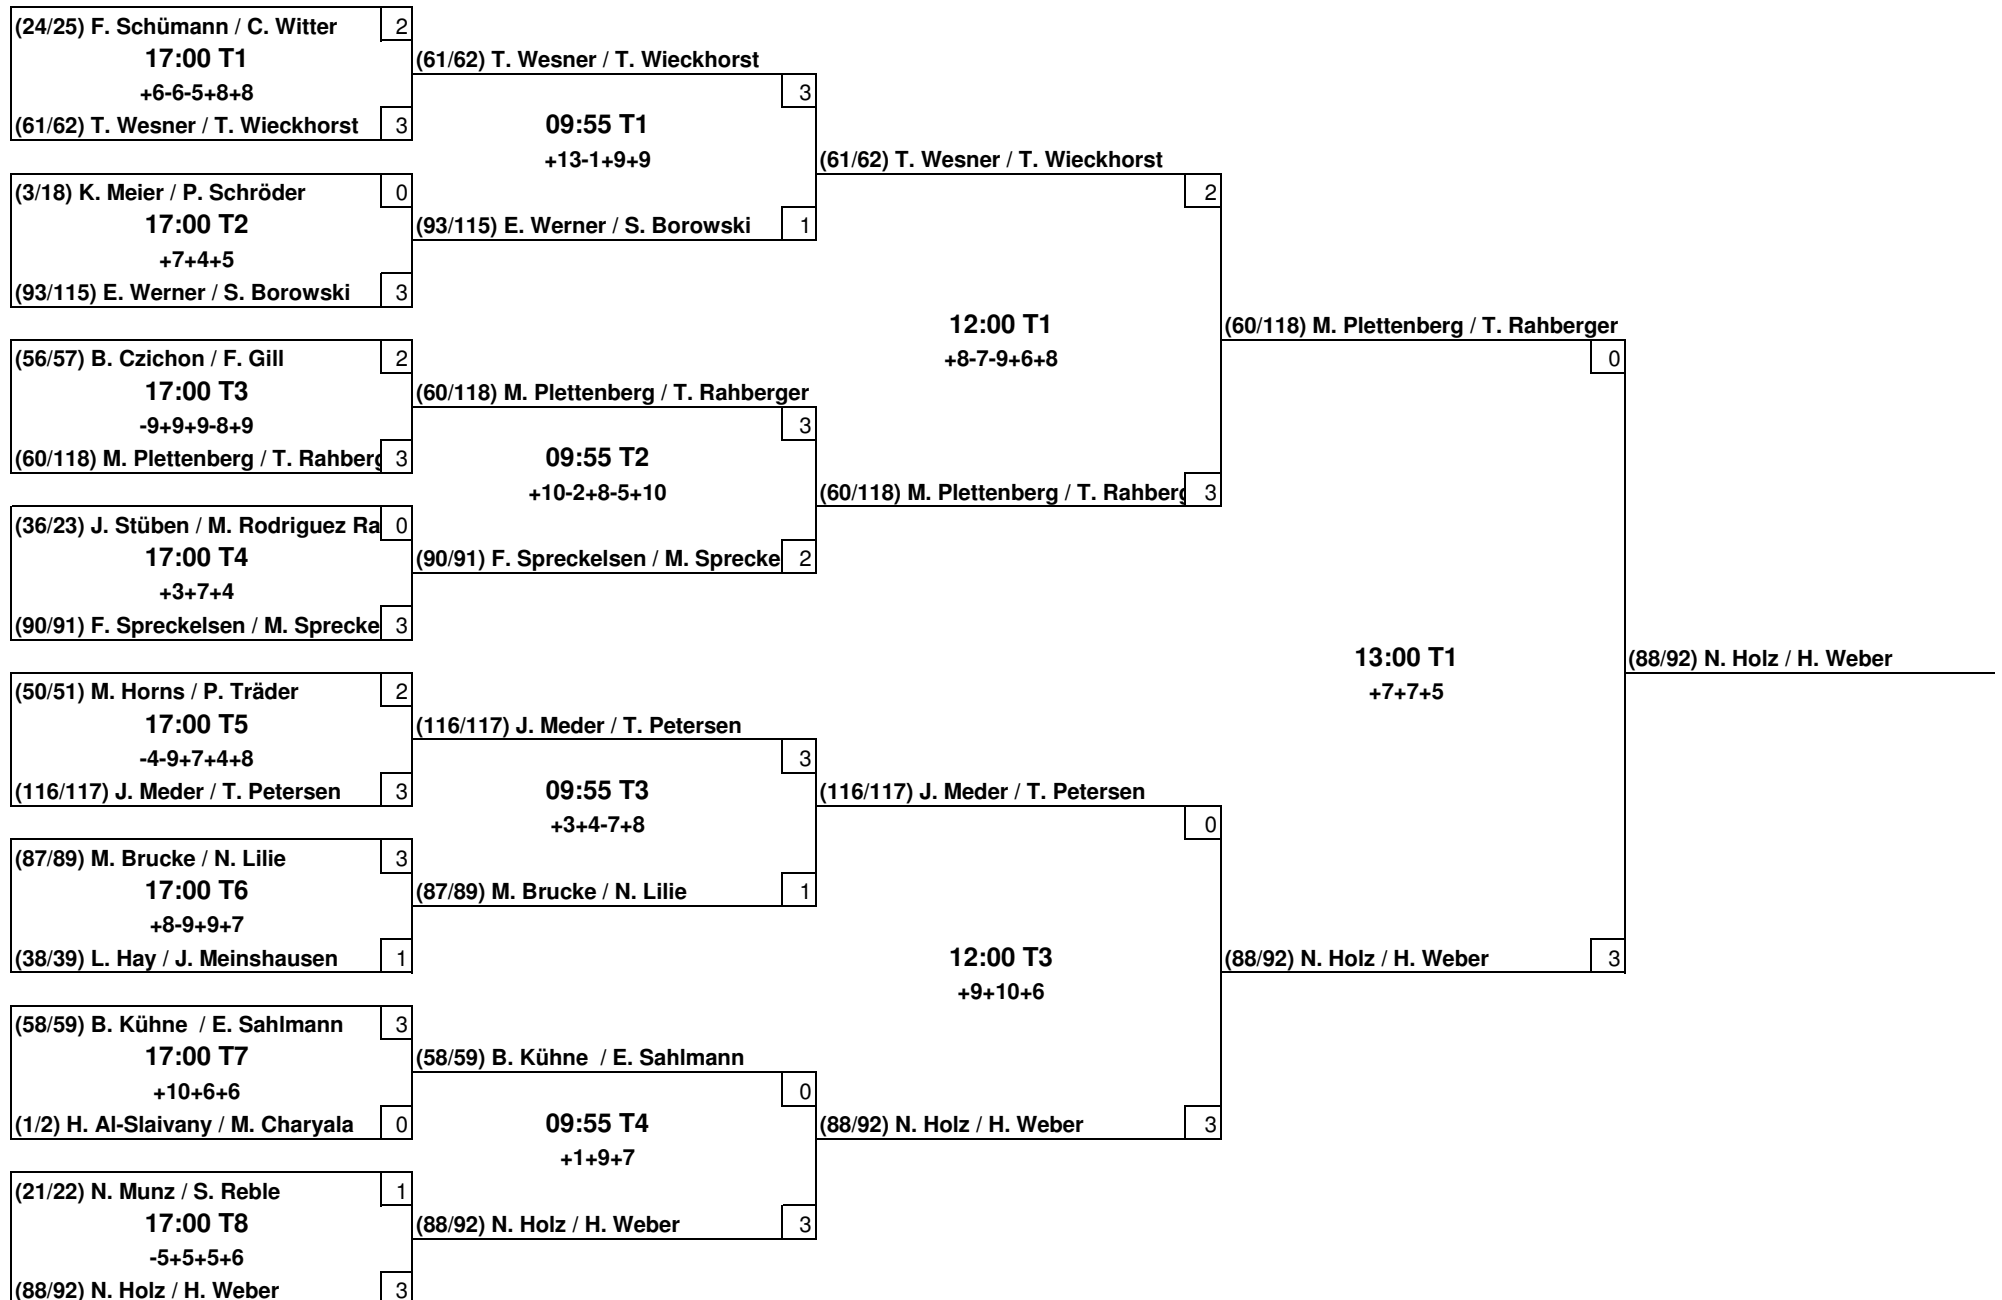 (24/25) F. Schümann / C. Witter 2
17:00 T1
+6-6-5+8+8
(61/62) T. Wesner / T. Wieckhorst 3
(3/18) K. Meier / P. Schröder 0
17:00 T2
+7+4+5
(93/115) E. Werner / S. Borowski 3
(56/57) B. Czichon / F. Gill 2
17:00 T3
-9+9+9-8+9
(60/118) M. Plettenberg / T. Rahberg 3
(36/23) J. Stüben / M. Rodriguez Ra 0
17:00 T4
+3+7+4
(90/91) F. Spreckelsen / M. Sprecke 3
(50/51) M. Horns / P. Träder 2
17:00 T5
-4-9+7+4+8
(116/117) J. Meder / T. Petersen 3
(87/89) M. Brucke / N. Lilie 3
17:00 T6
+8-9+9+7
(38/39) L. Hay / J. Meinshausen 1
(58/59) B. Kühne / E. Sahlmann 3
17:00 T7
+10+6+6
(1/2) H. Al-Slaivany / M. Charyala 0
(21/22) N. Munz / S. Reble 1
17:00 T8
-5+5+5+6
(88/92) N. Holz / H. Weber 3
(61/62) T. Wesner / T. Wieckhorst
3
09:55 T1
+13-1+9+9
(93/115) E. Werner / S. Borowski 1
(60/118) M. Plettenberg / T. Rahberger
3
09:55 T2
+10-2+8-5+10
(90/91) F. Spreckelsen / M. Sprecke 2
(116/117) J. Meder / T. Petersen
3
09:55 T3
+3+4-7+8
(87/89) M. Brucke / N. Lilie 1
(58/59) B. Kühne / E. Sahlmann
0
09:55 T4
+1+9+7
(88/92) N. Holz / H. Weber 3
(61/62) T. Wesner / T. Wieckhorst
2
12:00 T1
+8-7-9+6+8
(60/118) M. Plettenberg / T. Rahberg 3
(116/117) J. Meder / T. Petersen
0
12:00 T3
+9+10+6
(88/92) N. Holz / H. Weber 3
(60/118) M. Plettenberg / T. Rahberger
0
13:00 T1
+7+7+5
(88/92) N. Holz / H. Weber 3
(88/92) N. Holz / H. Weber